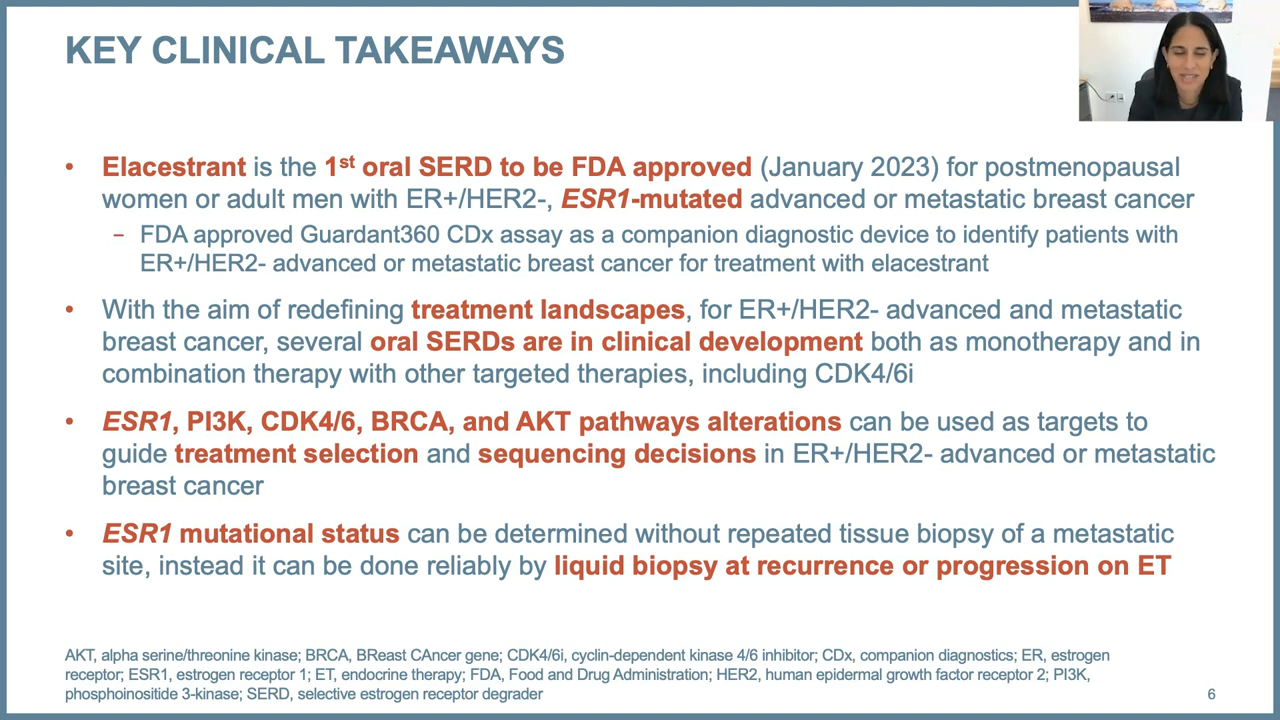 KEY CLINICAL TAKEAWAYS
• Elacestrant is the 1st oral SERD to be FDA approved (January 2023) for postmenopausal
women or adult men with ER+/HER2-, ESR1-mutated advanced or metastatic breast cancer
– FDA approved Guardant360 CDx assay as a companion diagnostic device to identify patients with
ER+/HER2- advanced or metastatic breast cancer for treatment with elacestrant
• With the aim of redefining treatment landscapes, for ER+/HER2- advanced and metastatic
breast cancer, several oral SERDs are in clinical development both as monotherapy and in
combination therapy with other targeted therapies, including CDK4/6i
• ESR1, PI3K, CDK4/6, BRCA, and AKT pathways alterations can be used as targets to
guide treatment selection and sequencing decisions in ER+/HER2- advanced or metastatic
breast cancer
• ESR1 mutational status can be determined without repeated tissue biopsy of a metastatic
site, instead it can be done reliably by liquid biopsy at recurrence or progression on ET
AKT, alpha serine/threonine kinase; BRCA, BReast CAncer gene; CDK4/6i, cyclin-dependent kinase 4/6 inhibitor; CDx, companion diagnostics; ER, estrogen
receptor; ESR1, estrogen receptor 1; ET, endocrine therapy; FDA, Food and Drug Administration; HER2, human epidermal growth factor receptor 2; PI3K,
phosphoinositide 3-kinase; SERD, selective estrogen receptor degrader
6